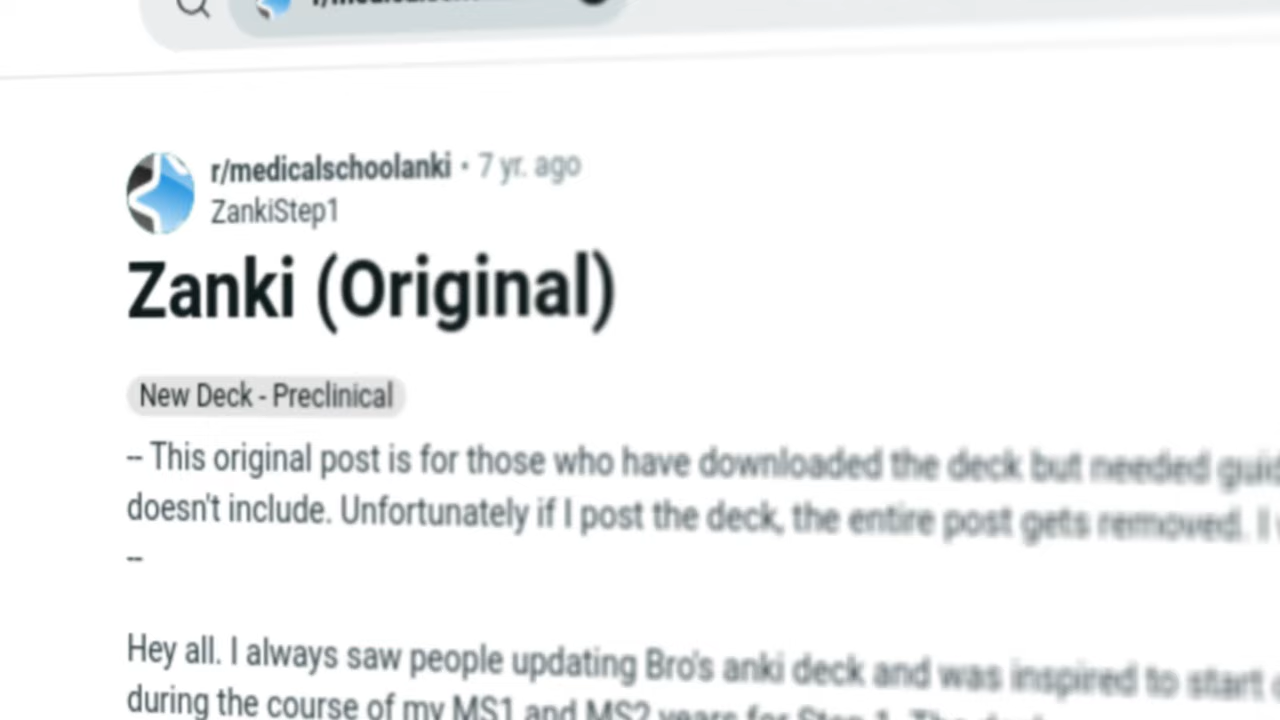 r/medicalschoolanki • 7 yr. ago
ZankiStep1
Zanki (Original)
New Deck - Preclinical
-- This original post is for those who have downloaded the deck but needed
doesn't include. Unfortunately if I post the deck, the entire post gets removed. I
--
Hey all. I always saw people updating Bro's anki deck and was inspired to start
during the course of my MS1 and MS2 years for Step 1. The